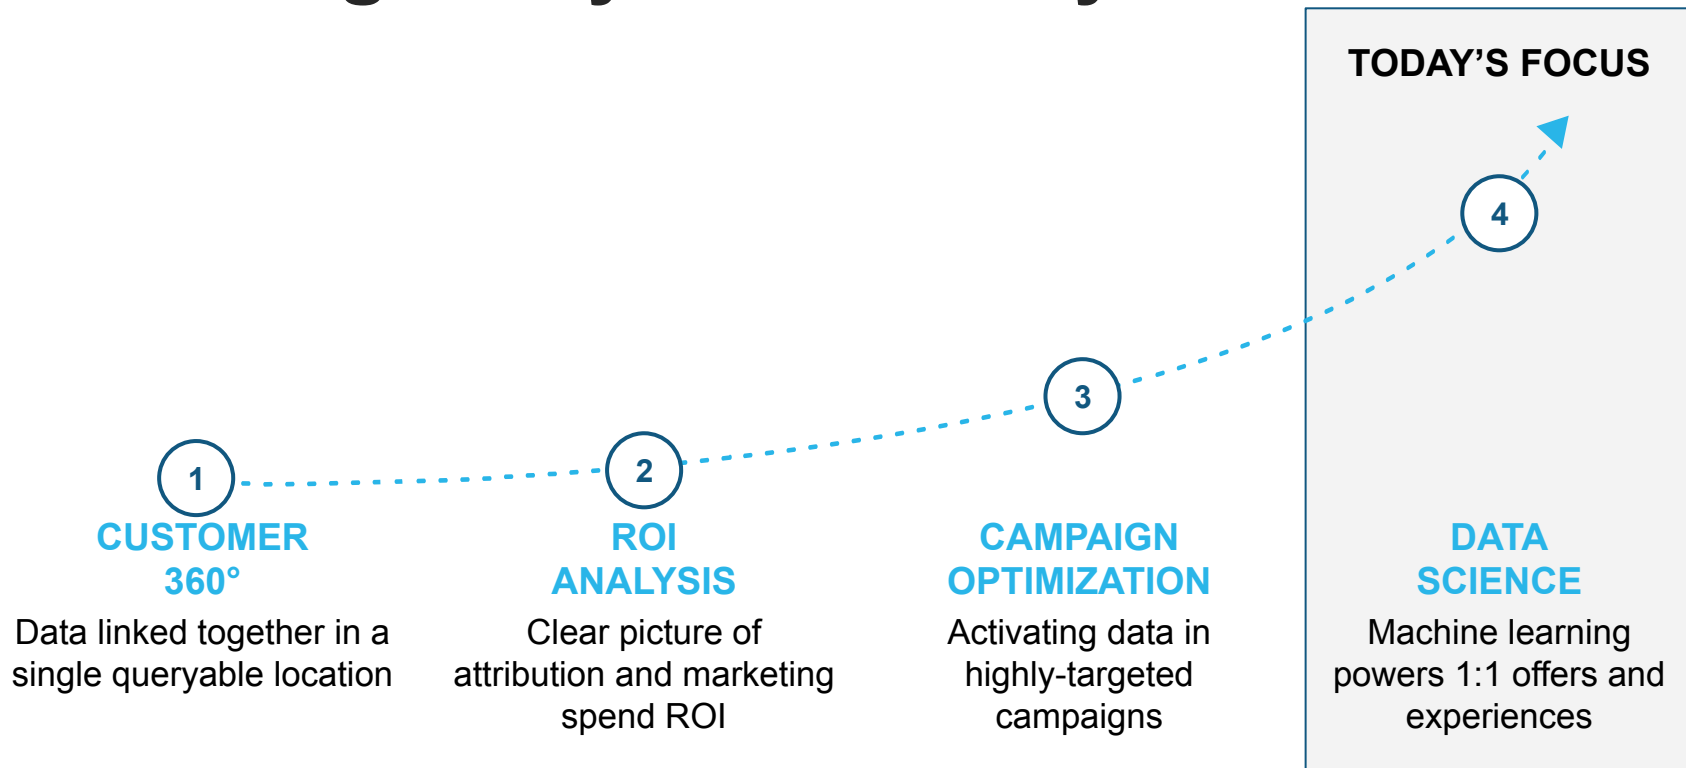 TODAY'S FOCUS
4
3
2
1
CUSTOMER
360°
Data linked together in a
single queryable location
ROI
ANALYSIS
Clear picture of
attribution and marketing
spend ROI
CAMPAIGN
OPTIMIZATION
Activating data in
highly-targeted
campaigns
DATA
SCIENCE
Machine learning
powers 1:1 offers and
experiences